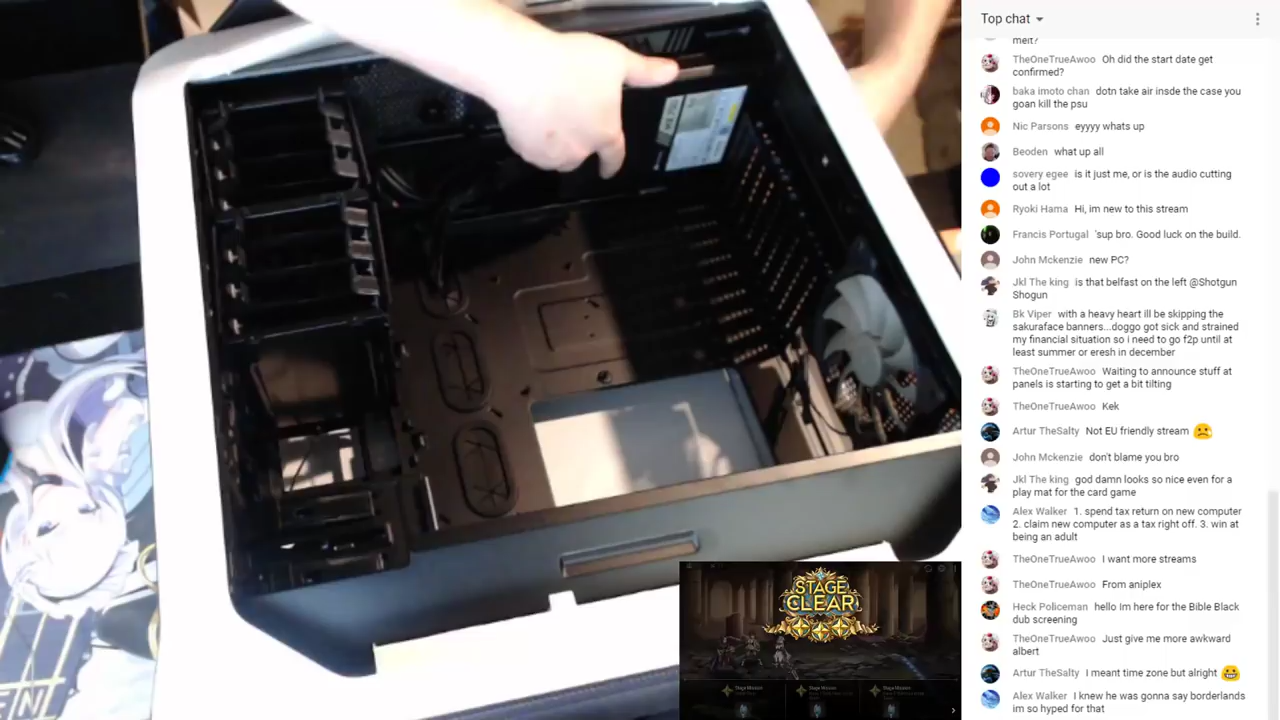 Top chat
melt?
TheOneTrueAwoo Oh did the start date get
confirmed?
baka imoto chan dotn take air insde the case you
goan kill the psu
Nic Parsons eyyyy whats up
Beoden what up all
sovery egee is it just me, or is the audio cutting
out a lot
Ryoki Hama Hi, im new to this stream
Francis Portugal 'sup bro. Good luck on the build.
John Mckenzie new PC?
Jkl The king is that belfast on the left @Shotgun
Shogun
Bk Viper with a heavy heart ill be skipping the
sakuraface banners...doggo got sick and strained
my financial situation so i need to go f2p until at
least summer or eresh in december
TheOneTrueAwoo Waiting to announce stuff at
panels is starting to get a bit tilting
TheOneTrueAwoo Kek
Artur TheSalty Not EU friendly stream
John Mckenzie don't blame you bro
Jkl The king god damn looks so nice even for a
play mat for the card game
Alex Walker 1. spend tax return on new computer
2. claim new computer as a tax right off. 3. win at
being an adult
TheOneTrueAwoo I want more streams
TheOneTrueAwoo From aniplex
Heck Policeman hello Im here for the Bible Black
dub screening
TheOneTrueAwoo Just give me more awkward
albert
Artur TheSalty I meant time zone but alright
Alex Walker I knew he was gonna say borderlands
im so hyped for that
STAGE
CLEAR
Stage Mission
Stage Mission
Stage Mission